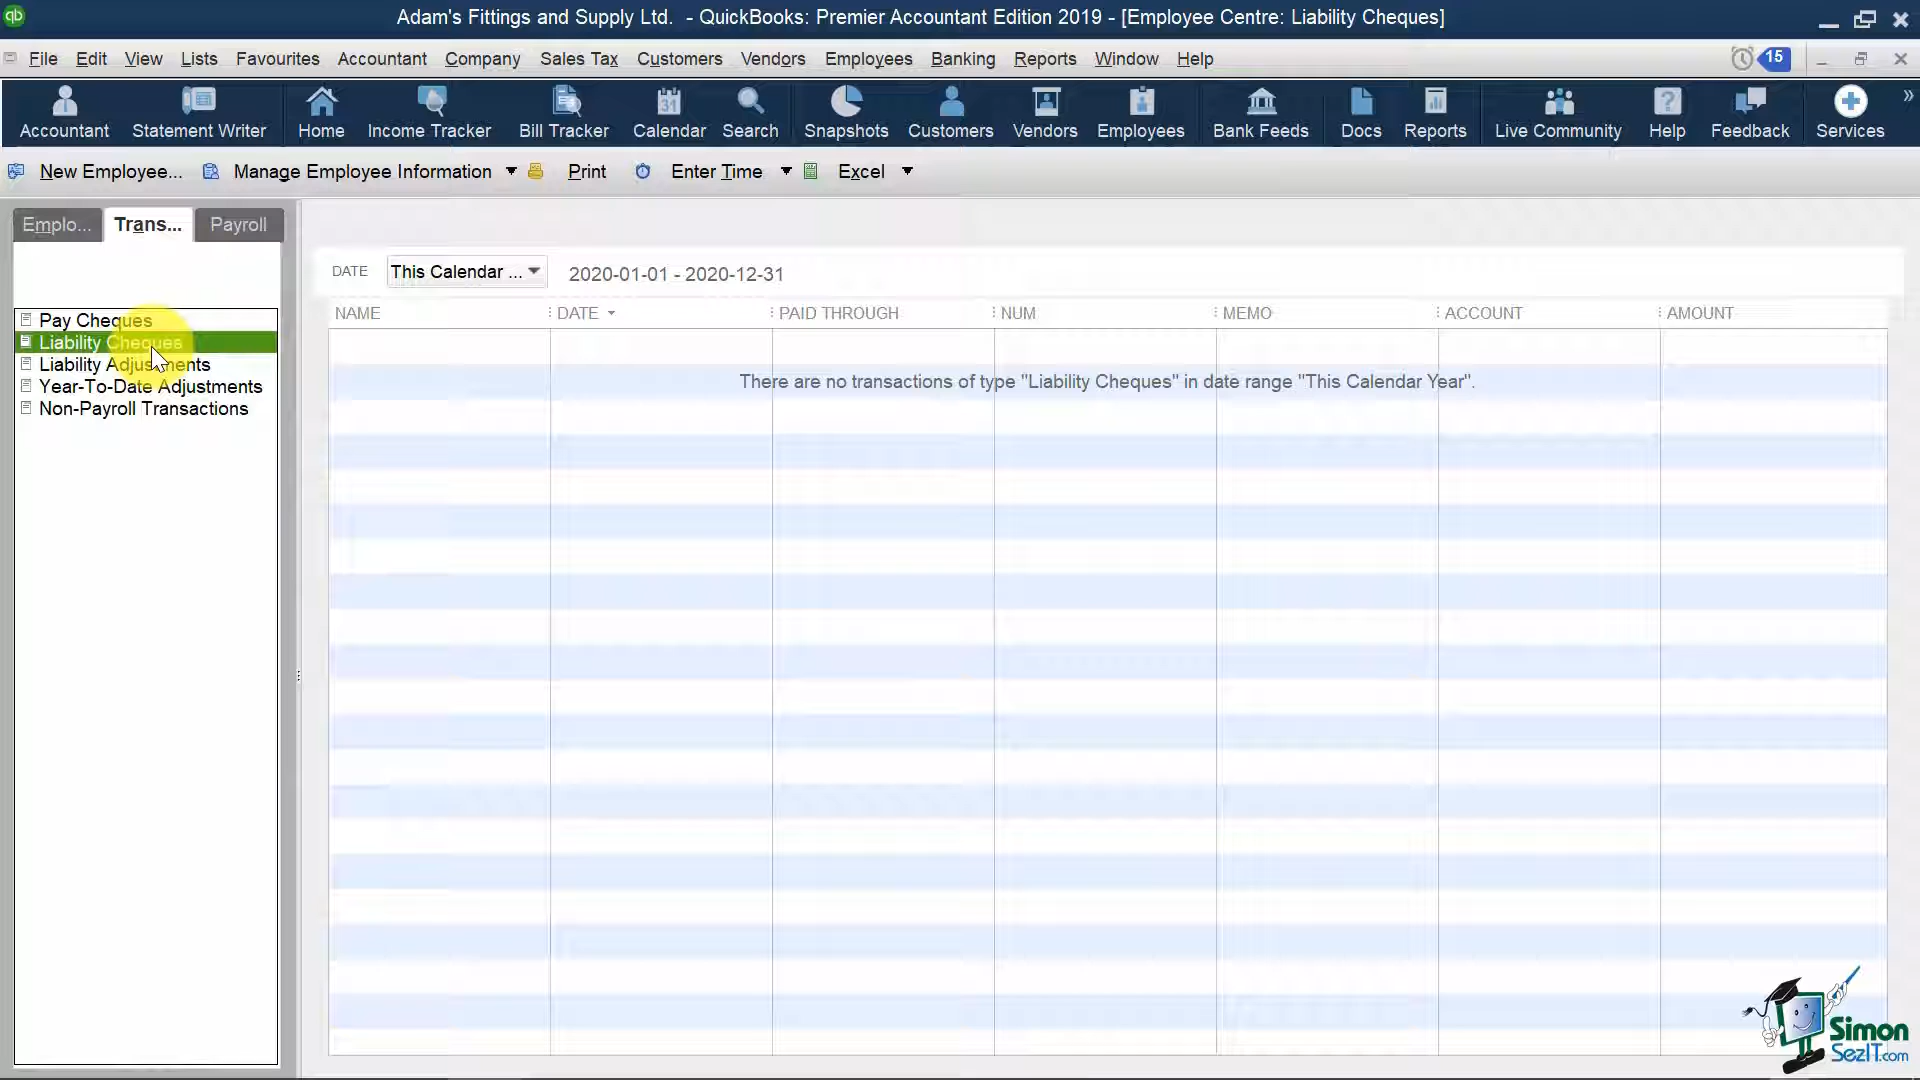 qb
Adam's Fittings and Supply Ltd. - QuickBooks: Premier Accountant Edition 2019 - [Employee Centre: Liability Cheques]
File Edit View Lists Favourites Accountant Company Sales Tax Customers Vendors Employees Banking Reports Window Help 15
Accountant Statement Writer Home Income Tracker Bill Tracker Calendar Search Snapshots Customers Vendors Employees Bank Feeds Docs Reports Live Community Help Feedback Services
New Employee... Manage Employee Information Print Enter Time Excel
Emplo... Trans... Payroll
DATE This Calendar ... 2020-01-01 - 2020-12-31
NAME DATE PAID THROUGH NUM MEMO ACCOUNT AMOUNT
Pay Cheques
Liability Cheques
Liability Adjustments
Year-To-Date Adjustments
Non-Payroll Transactions
There are no transactions of type "Liability Cheques" in date range "This Calendar Year".
Simon
SezIT.com